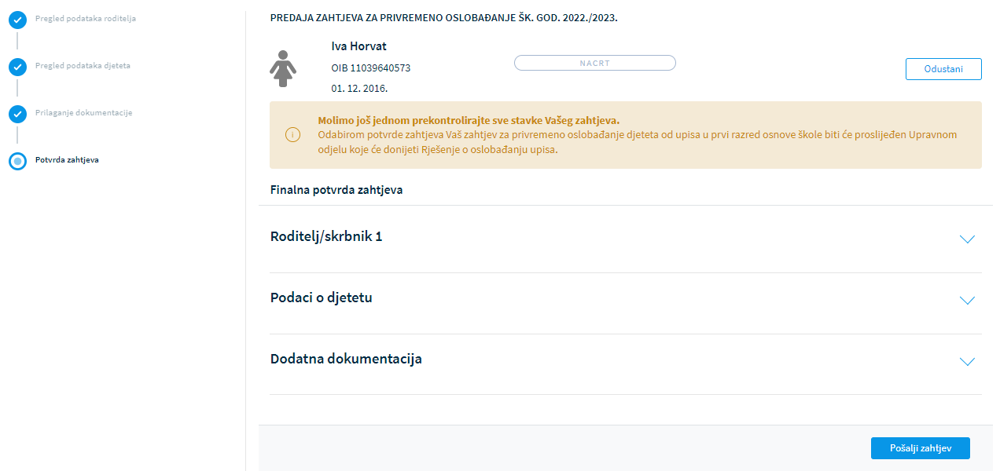 Pregled podataka roditelja
Pregled podataka djeteta
Prilaganje dokumentacije
Potvrda zahtjeva
PREDAJA ZAHTJEVA ZA PRIVREMENO OSLOBAĐANJE ŠK. GOD. 2022./2023.
Iva Horvat
OIB 11039640573
01. 12. 2016.
NACRT
Odustani
Molimo još jednom prekontrolirajte sve stavke Vašeg zahtjeva.
Odabirom potvrde zahtjeva Vaš zahtjev za privremeno oslobađanje djeteta od upisa u prvi razred osnove škole biti će proslijeđen Upravnom
odjelu koje će donijeti Rješenje o oslobađanju upisa.
Finalna potvrda zahtjeva
Roditelj/skrbnik 1
Podaci o djetetu
Dodatna dokumentacija
Pošalji zahtjev